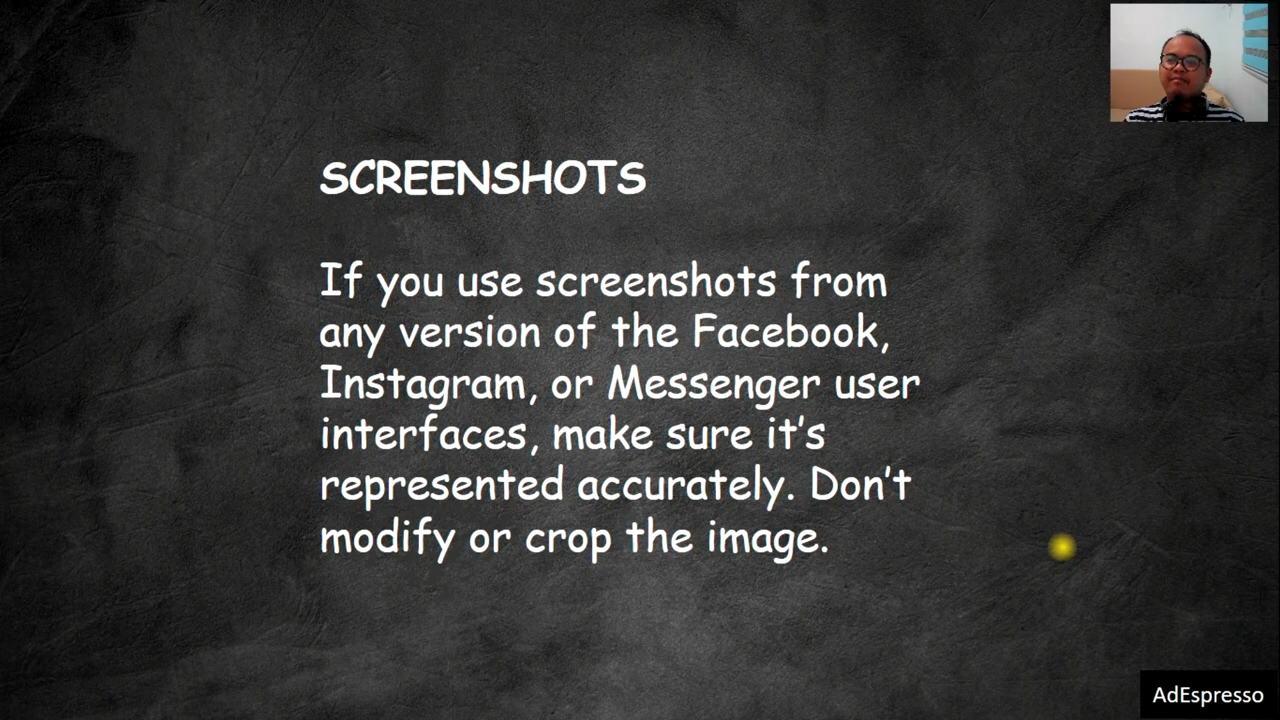 SCREENSHOTS
If you use screenshots from
any version of the Facebook,
Instagram, or Messenger user
interfaces, make sure it's
represented accurately. Don't
modify or crop the image.
AdEspresso